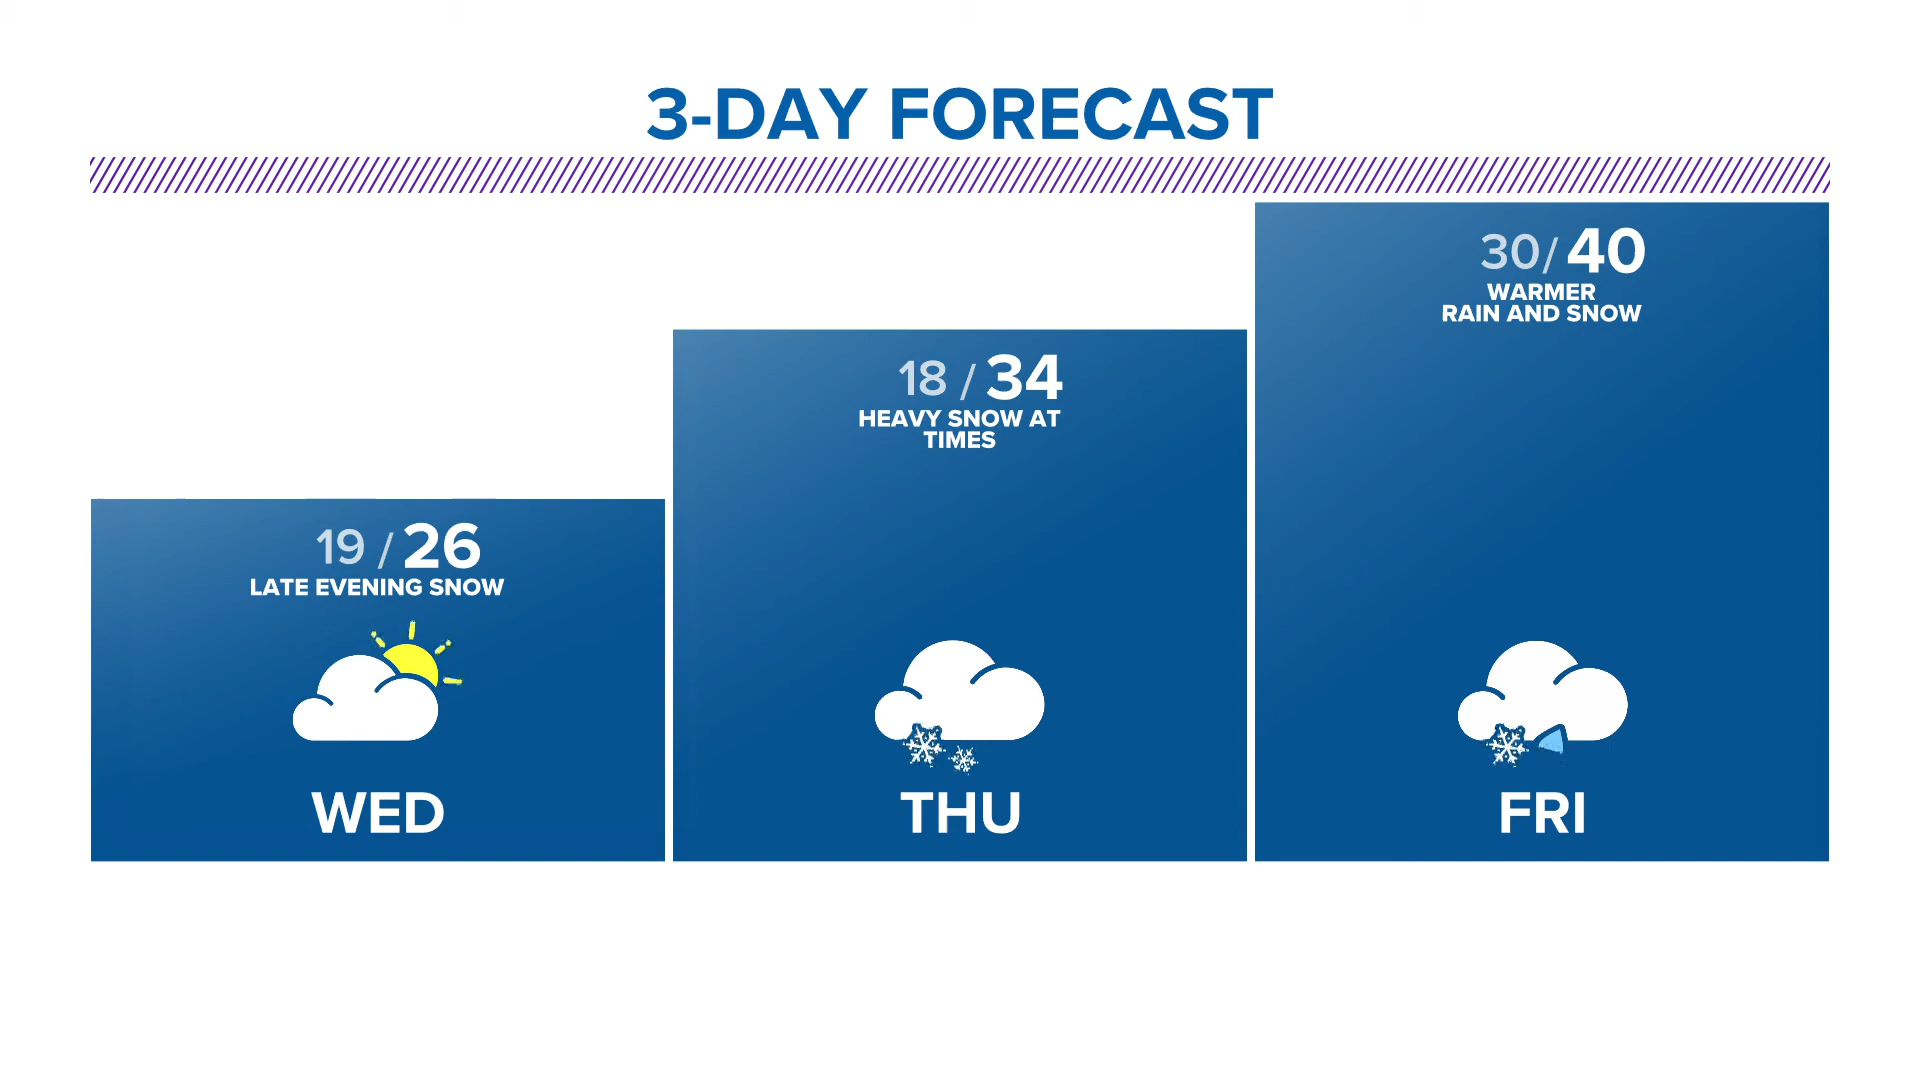 3-DAY FORECAST
19 / 26
LATE EVENING SNOW
WED
18 / 34
HEAVY SNOW AT
TIMES
THU
30/ 40
WARMER
RAIN AND SNOW
FRI